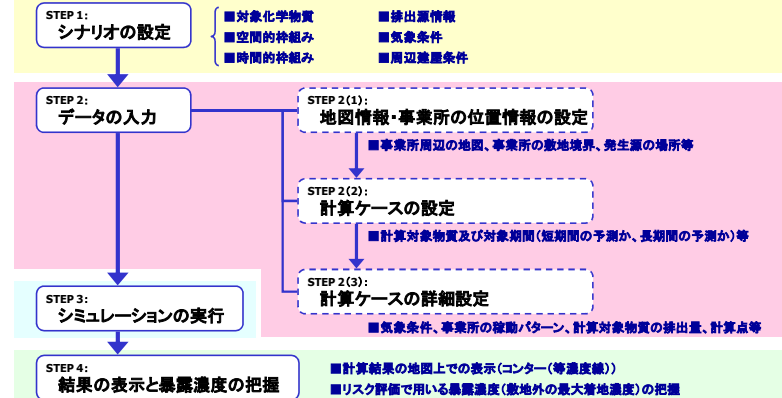 STEP 1:
シナリオの設定
■対象化学物質
■空間的枠組み
■時間的枠組み
■排出源情報
■気象条件
■周辺建屋条件
STEP 2:
データの入力
STEP 2(1):
地図情報・事業所の位置情報の設定
■事業所周辺の地図、事業所の敷地境界、発生源の場所等
STEP 2(2):
計算ケースの設定
■計算対象物質及び対象期間(短期間の予測か、長期間の予測か)等
STEP 2(3):
計算ケースの詳細設定
■気象条件、事業所の稼動パターン、計算対象物質の排出量、計算点等
STEP 3:
シミュレーションの実行
STEP 4:
結果の表示と暴露濃度の把握
■計算結果の地図上での表示(コンター(等濃度線))
■リスク評価で用いる暴露濃度(敷地外の最大着地濃度)の把握